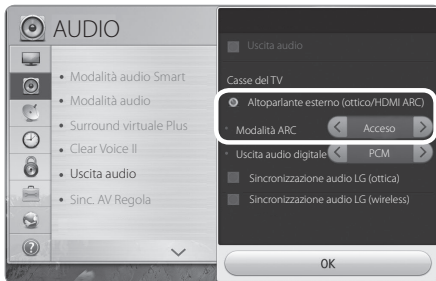 AUDIO
Modalità audio Smart
Modalità audio
Surround virtuale Plus
Clear Voice II
Uscita audio
Sinc. AV Regola
Uscita audio
Casse del TV
Altoparlante esterno (ottico/HDMI ARC)
Modalità ARC < Acceso >
Uscita audio digitale < PCM >
Sincronizzazione audio LG (ottica)
Sincronizzazione audio LG (wireless)
OK